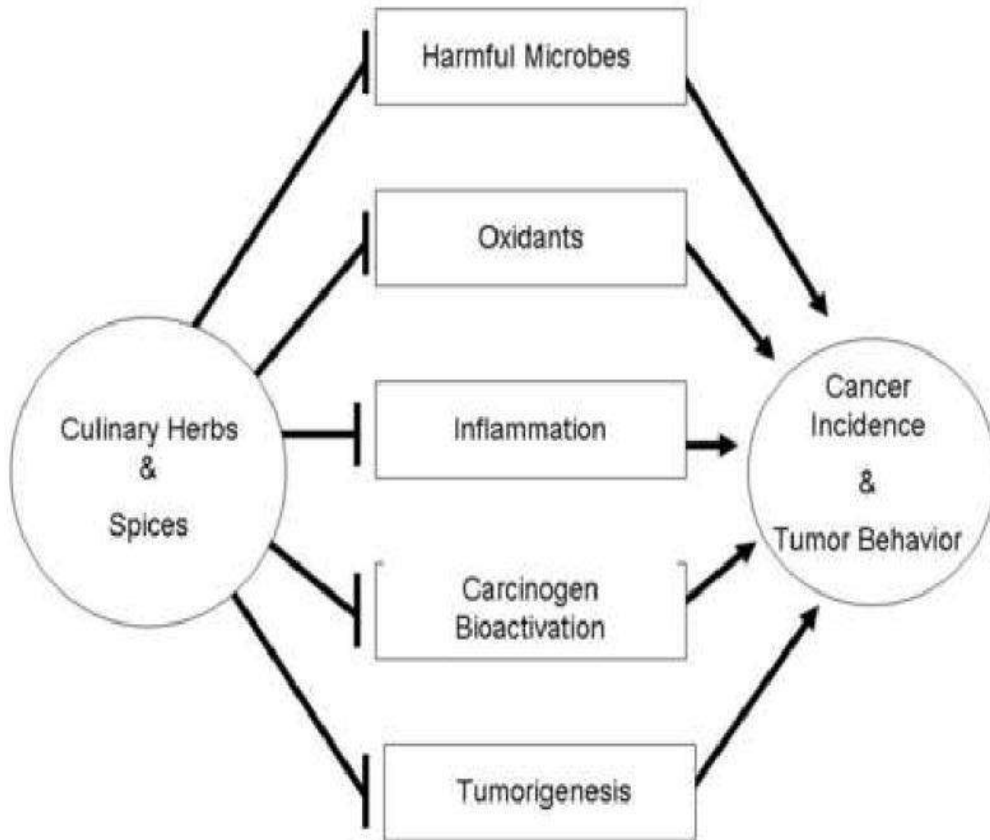 Harmful Microbes
Oxidants
Culinary Herbs
&
Spices
Inflammation
Cancer
Incidence
&
Tumor Behavior
Carcinogen
Bioactivation
Tumorigenesis